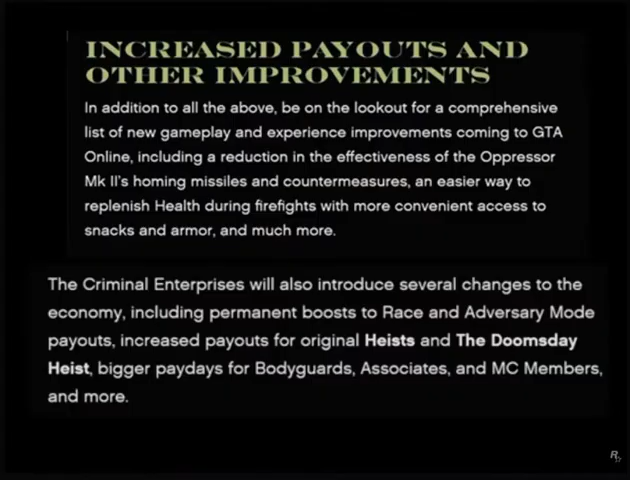 INCREASED PAYOUTS AND
OTHER IMPROVEMENTS
In addition to all the above, be on the lookout for a comprehensive
list of new gameplay and experience improvements coming to GTA
Online, including a reduction in the effectiveness of the Oppressor
Mk II's homing missiles and countermeasures, an easier way to
replenish Health during firefights with more convenient access to
snacks and armor, and much more.
The Criminal Enterprises will also introduce several changes to the
economy, including permanent boosts to Race and Adversary Mode
payouts, increased payouts for original Heists and The Doomsday
Heist, bigger paydays for Bodyguards, Associates, and MC Members,
and more.